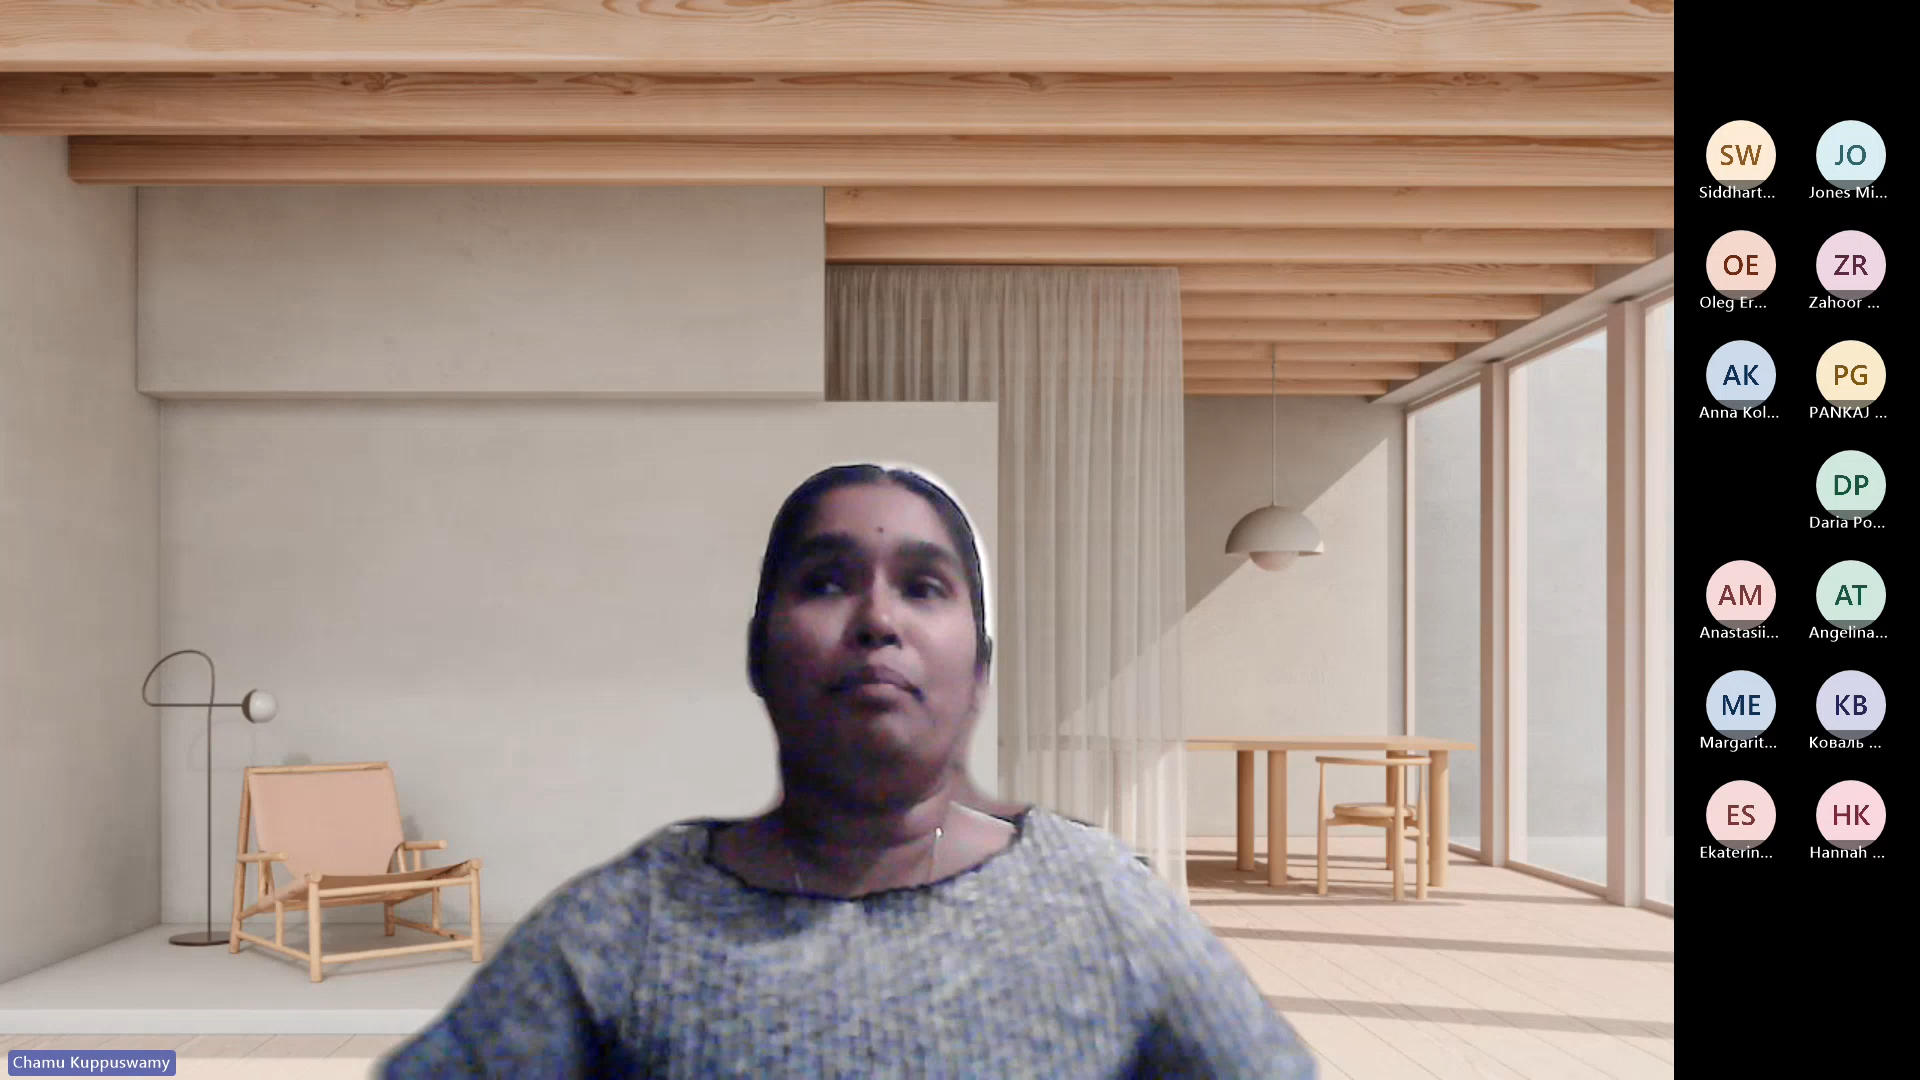 SW
JO
Siddhart...
Jones Mi...
OE
ZR
Oleg Er...
Zahoor ...
AK
PG
Anna Kol...
PANKAJ ...
DP
Daria Po...
AM
AT
Anastasii...
Angelina...
ME
KB
Margarit...
Коваль ...
ES
HK
Ekaterin...
Hannah ...
Chamu Kuppuswamy